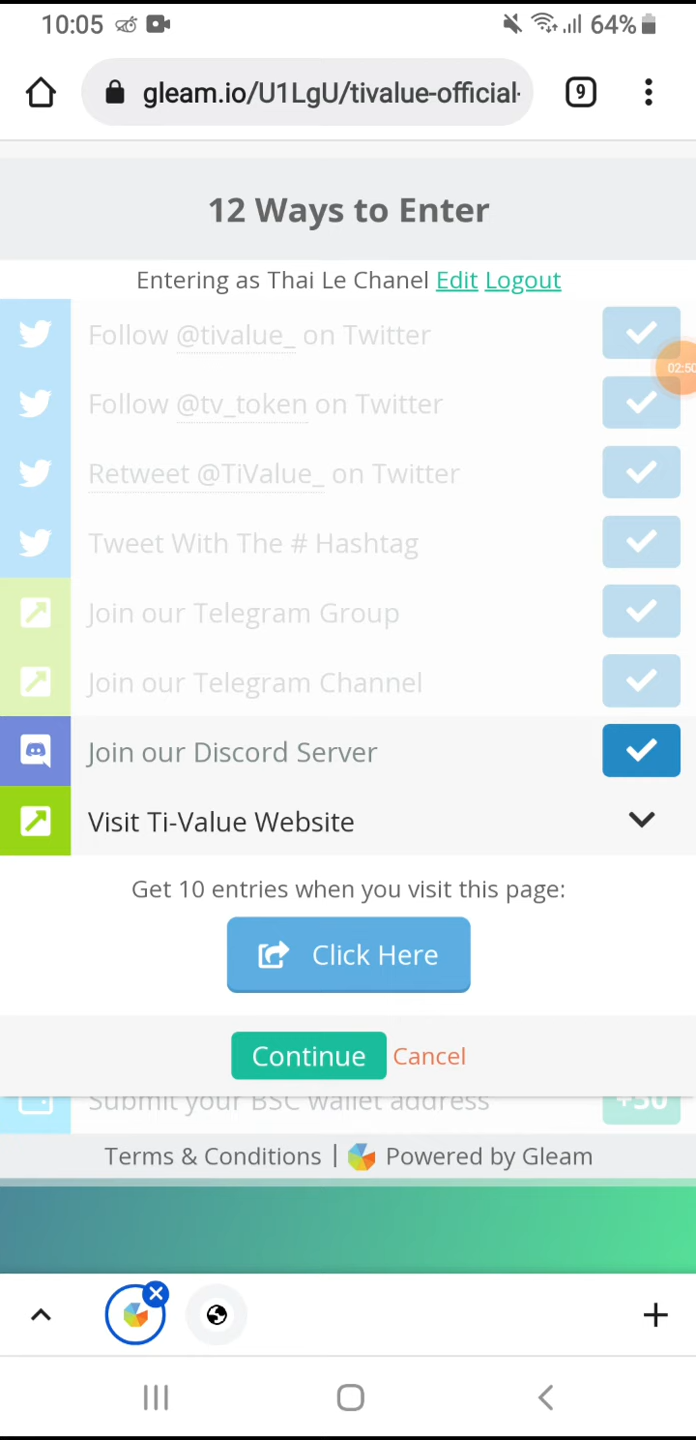 10:05 64%
gleam.io/U1LgU/tivalue-official- 9
12 Ways to Enter
Entering as Thai Le Chanel Edit Logout
Follow @tivalue_ on Twitter
02:50
Follow @tv_token on Twitter
Retweet @TiValue_ on Twitter
Tweet With The # Hashtag
Join our Telegram Group
Join our Telegram Channel
Join our Discord Server
Visit Ti-Value Website
Get 10 entries when you visit this page:
Click Here
Continue Cancel
Submit your BSC wallet address +30
Terms & Conditions | Powered by Gleam